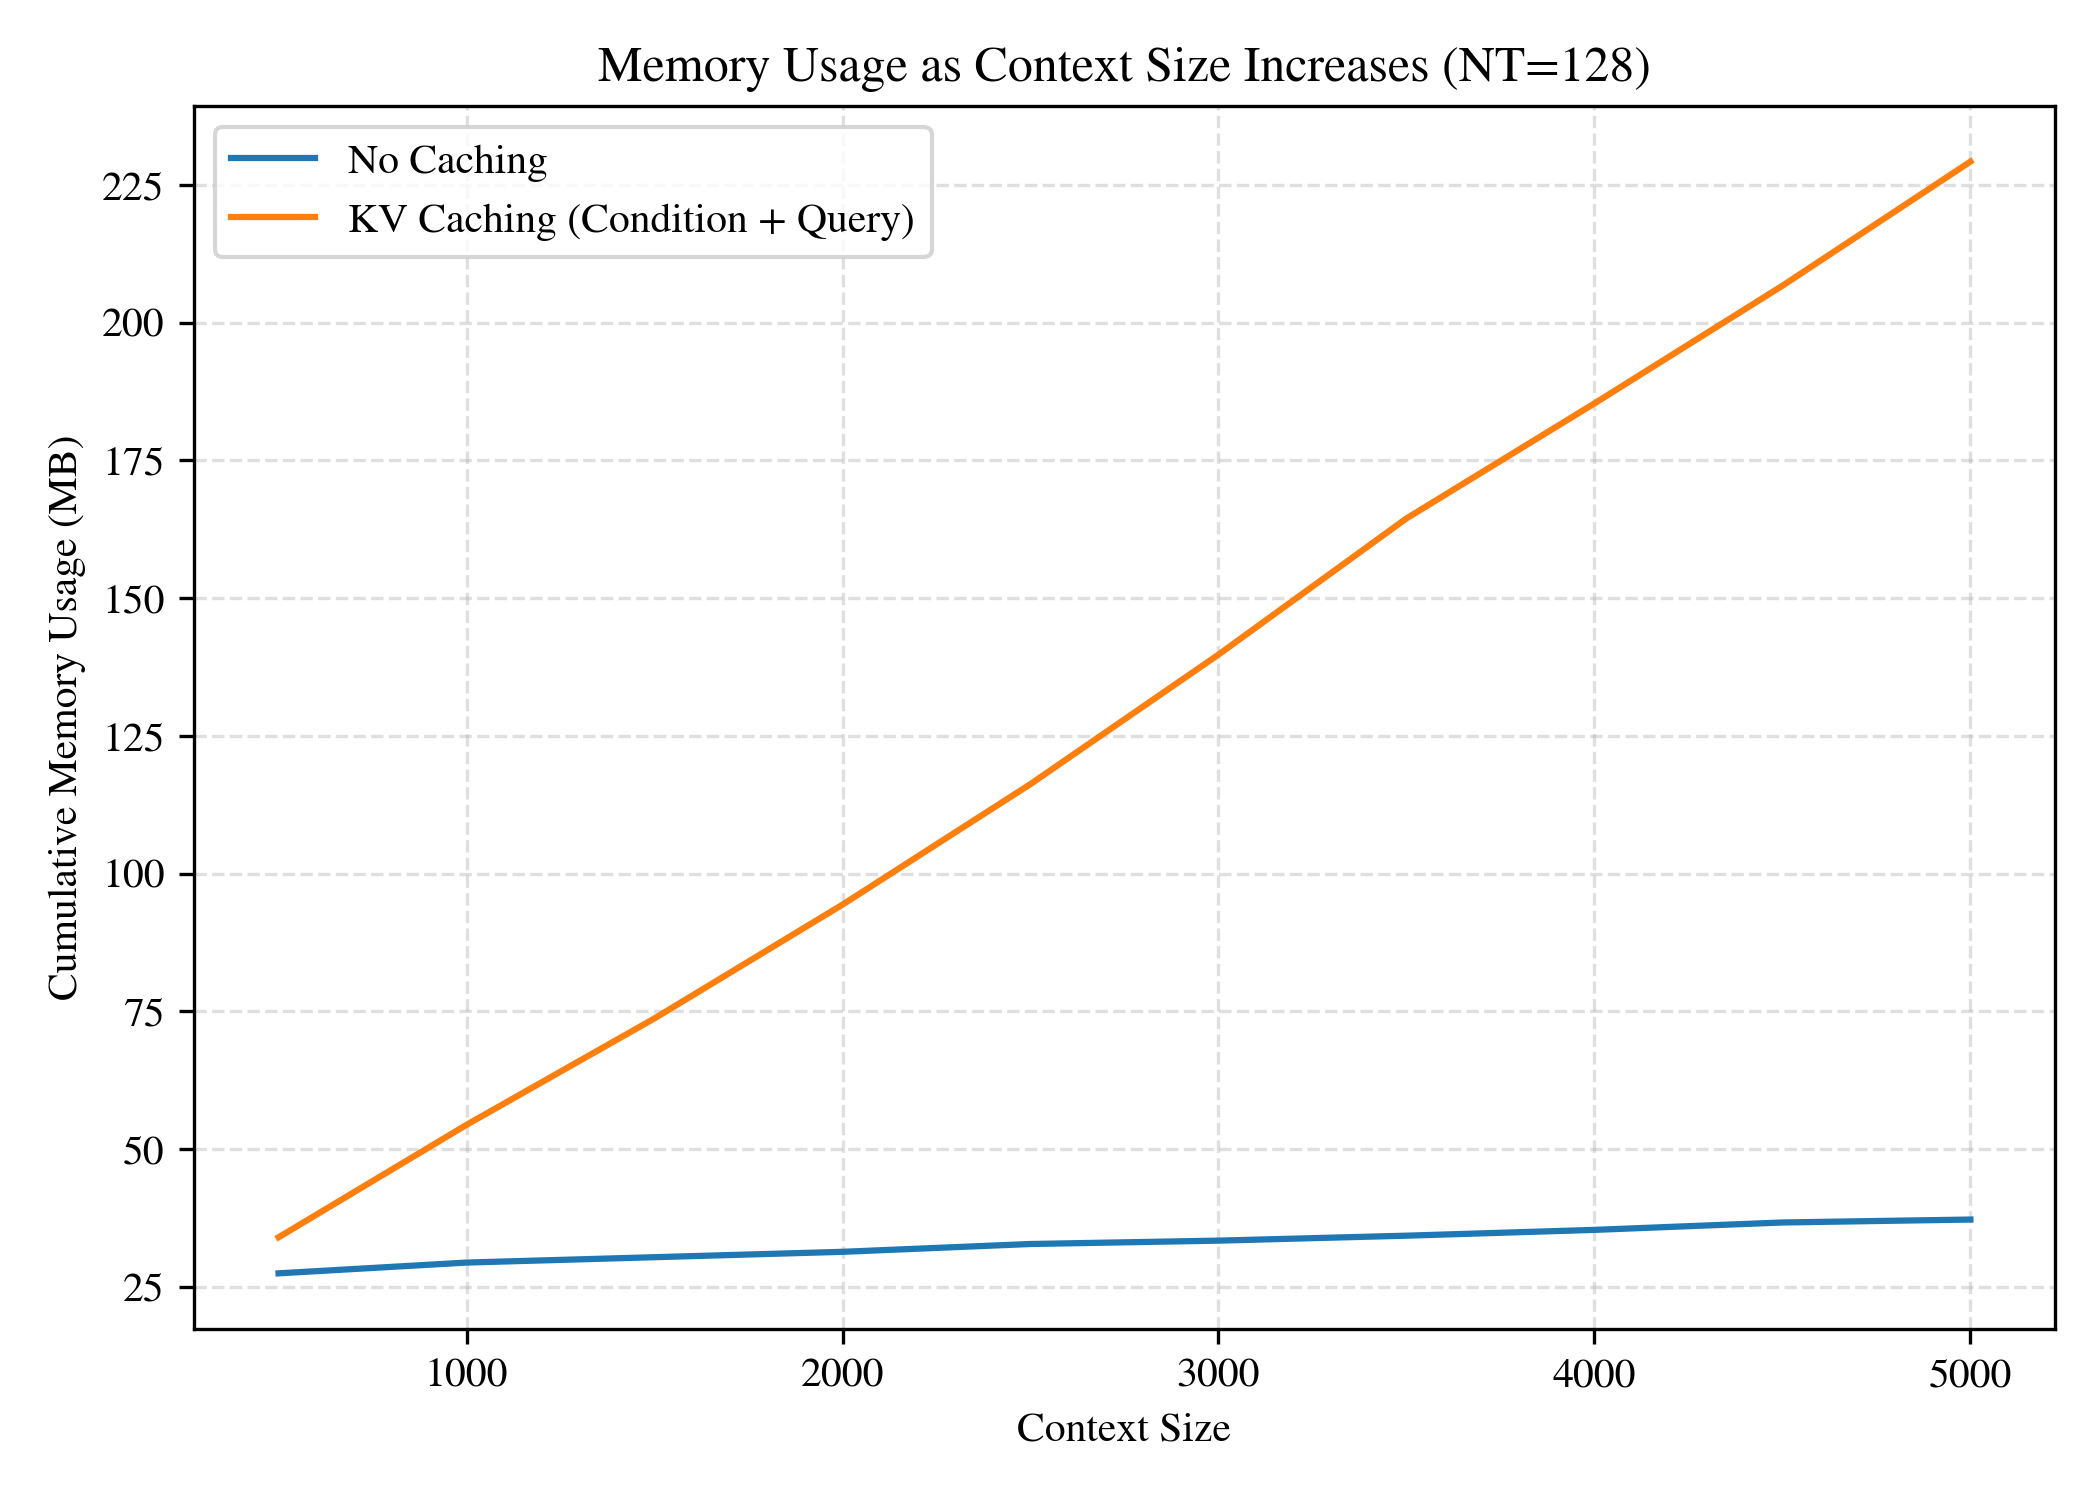 Memory Usage as Context Size Increases (NT=128)
No Caching
KV Caching (Condition + Query)
Cumulative Memory Usage (MB)
225
200
175
150
125
100
75
50
25
1000 2000 3000 4000 5000
Context Size